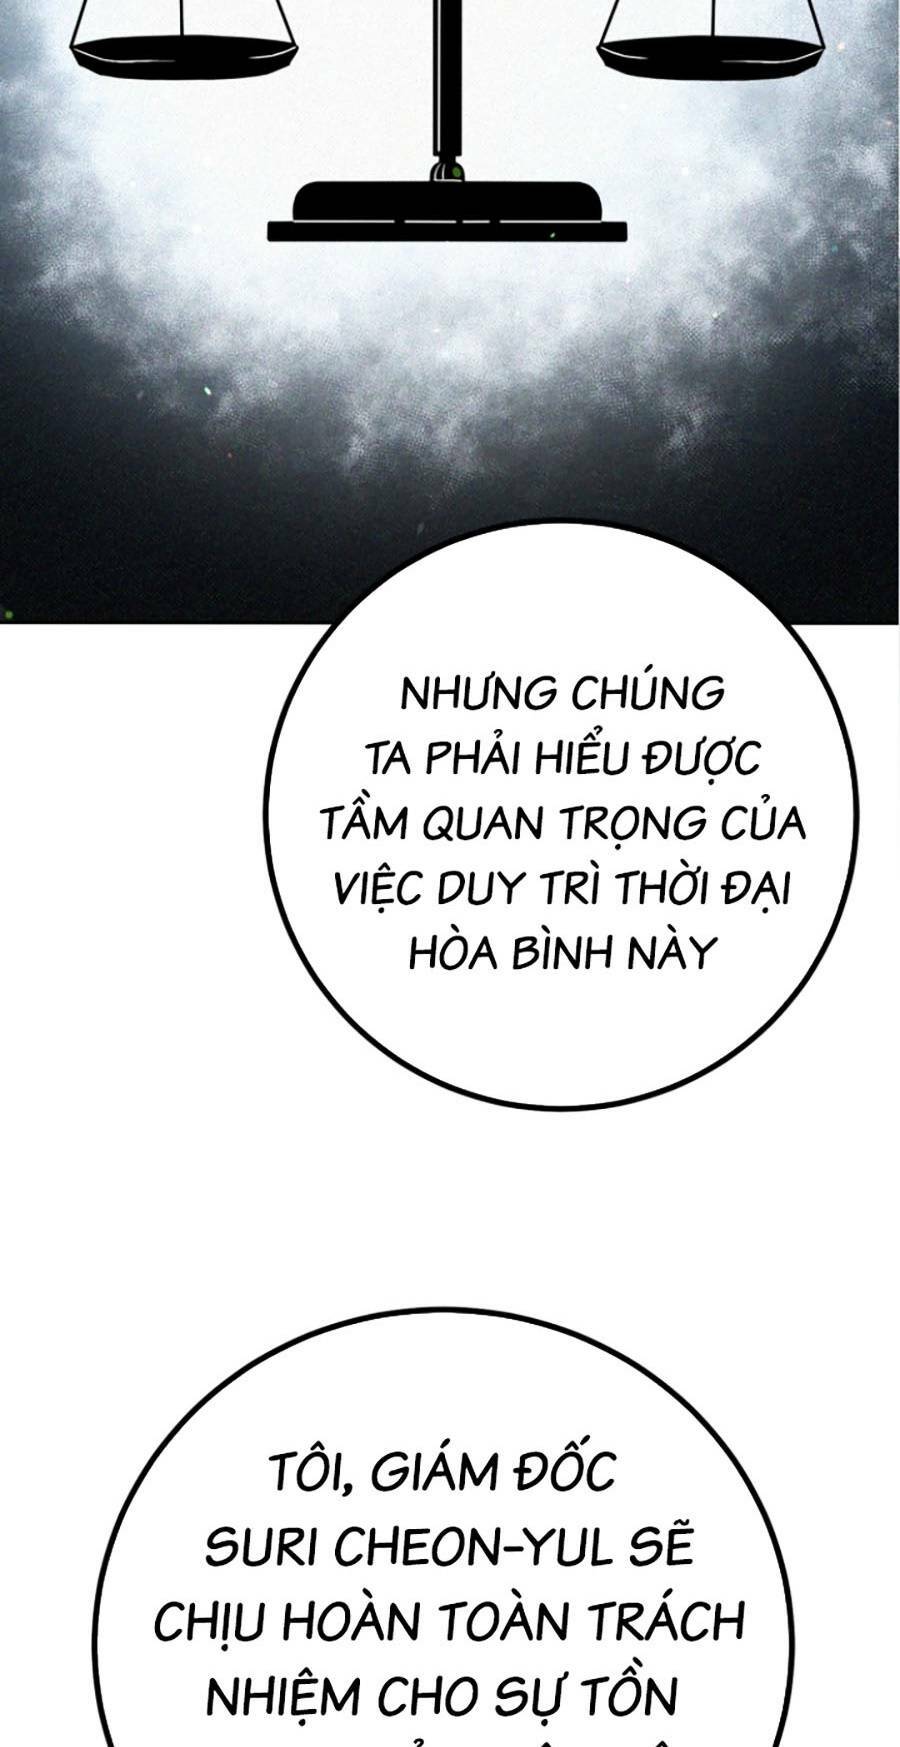 NHƯNG CHÚNG
TA PHẢI HIỂU ĐƯỢC
TẦM QUAN TRỌNG CỦA
VIỆC DUY TRÌ THỜI ĐẠI
HÒA BÌNH NÀY
TÔI, GIÁM ĐỐC
SURI CHEON-YUL SẼ
CHỊU HOÀN TOÀN TRÁCH
NHIỆM CHO SỰ TỒN